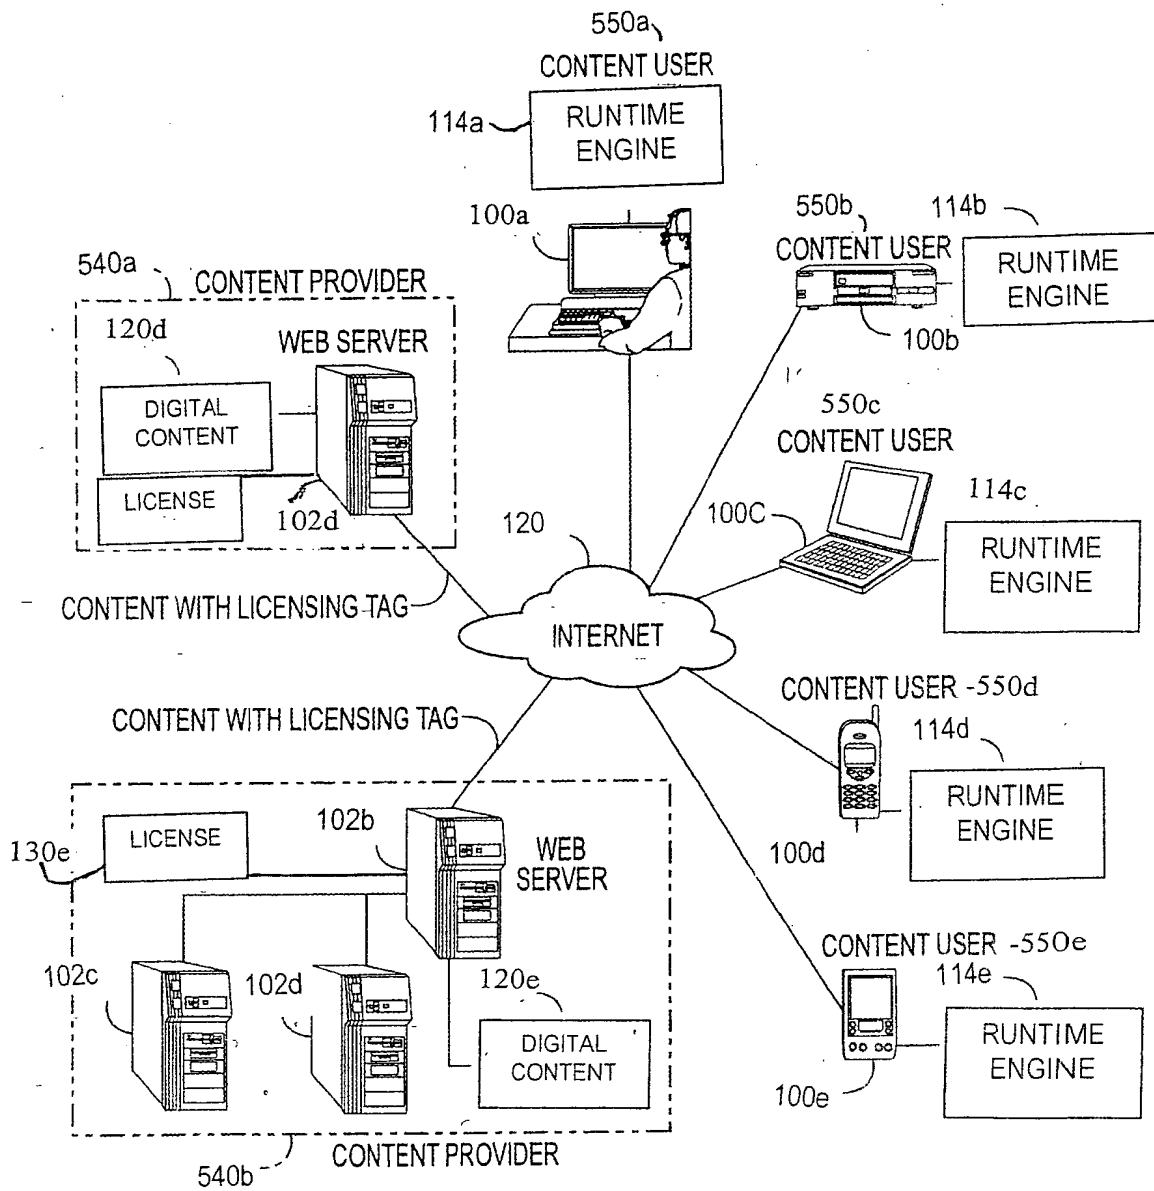 550a
CONTENT USER
114a
RUNTIME
ENGINE
100a
550b
CONTENT USER
114b
RUNTIME
ENGINE
100b
540a
CONTENT PROVIDER
120d
WEB SERVER
DIGITAL
CONTENT
LICENSE
102d
550c
CONTENT USER
100C
114c
RUNTIME
ENGINE
120
INTERNET
CONTENT WITH LICENSING TAG
CONTENT WITH LICENSING TAG
CONTENT USER -550d
114d
RUNTIME
ENGINE
100d
130e
LICENSE
102b
WEB
SERVER
102c
102d
120e
DIGITAL
CONTENT
CONTENT USER -550e
114e
RUNTIME
ENGINE
100e
540b
CONTENT PROVIDER